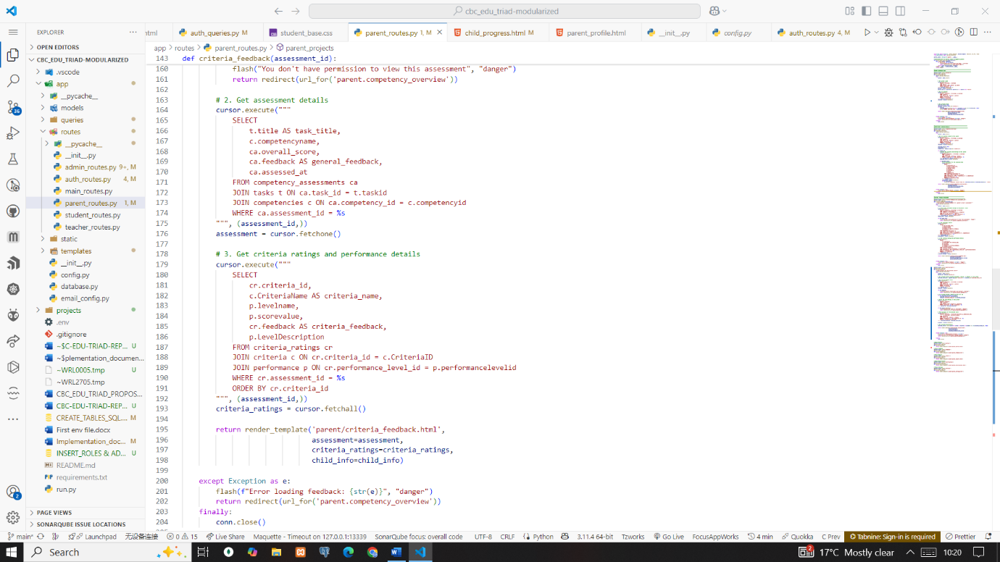 cbc_edu_triad-modularized
EXPLORER
html
auth_queries.py M
student_base.css
parent_routes.py 1, M
child_progress.html M
parent_profile.html
__init__.py
config.py
auth_routes.py 4, M
OPEN EDITORS
CBC_EDU_TRIAD-MODULARIZED
.vscode
app
__pycache__
models
queries
routes
__pycache__
__init__.py
admin_routes.py 9+, M
auth_routes.py 4, M
main_routes.py
parent_routes.py 1, M
student_routes.py
teacher_routes.py
static
templates
__init__.py
config.py
database.py
email_config.py
projects
.env
.gitignore
~$C-EDU-TRIAD-REP... U
~$plementation_documen...
~WRL0005.tmp U
~WRL2705.tmp
CBC_EDU_TRIAD_PROPOS...
CBC-EDU-TRIAD-REP... U
CREATE_TABLES_SQL.... M
First env file.docx
Implementation_doc... M
INSERT_ROLES & AD... U
README.md
requirements.txt
run.py
PAGE VIEWS
SONARQUBE ISSUE LOCATIONS
36
2
app > routes > parent_routes.py > parent_projects
143 def criteria_feedback(assessment_id):
160 flash("You don't have permission to view this assessment", "danger")
161 return redirect(url_for('parent.competency_overview'))
162
163 # 2. Get assessment details
164 cursor.execute("""
165 SELECT
166 t.title AS task_title,
167 c.competencyname,
168 ca.overall_score,
169 ca.feedback AS general_feedback,
170 ca.assessed_at
171 FROM competency_assessments ca
172 JOIN tasks t ON ca.task_id = t.taskid
173 JOIN competencies c ON ca.competency_id = c.competencyid
174 WHERE ca.assessment_id = %s
175 """, (assessment_id,))
176 assessment = cursor.fetchone()
177
178 # 3. Get criteria ratings and performance details
179 cursor.execute("""
180 SELECT
181 cr.criteria_id,
182 c.CriteriaName AS criteria_name,
183 p.levelname,
184 p.scorevalue,
185 cr.feedback AS criteria_feedback,
186 p.LevelDescription
187 FROM criteria_ratings cr
188 JOIN criteria c ON cr.criteria_id = c.CriteriaID
189 JOIN performance p ON cr.performance_level_id = p.performancelevelid
190 WHERE cr.assessment_id = %s
191 ORDER BY cr.criteria_id
192 """, (assessment_id,))
193 criteria_ratings = cursor.fetchall()
194
195 return render_template('parent/criteria_feedback.html',
196 assessment=assessment,
197 criteria_ratings=criteria_ratings,
198 child_info=child_info)
199
200 except Exception as e:
201 flash(f"Error loading feedback: {str(e)}", "danger")
202 return redirect(url_for('parent.competency_overview'))
203 finally:
204 conn.close()
main* Launchpad 无设备连接 0 15 Live Share Maquette - Timeout on 127.0.0.1:13339 SonarQube focus: overall code UTF-8 CRLF Python 3.11.4 64-bit Tzworks Go Live FocusAppWorks 4 min Quokka C Prev Tabnine: Sign-in is required Prettier
Search 2 17°C Mostly clear 10:20